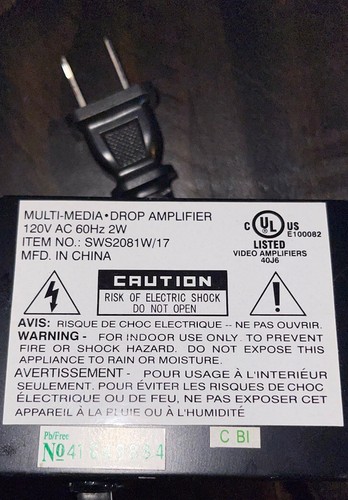 MULTI-MEDIA•DROP AMPLIFIER
120V AC 60Hz 2W
ITEM NO.: SWS2081W/17
MFD. IN CHINA
C UL US
E100082
LISTED
VIDEO AMPLIFIERS
40J6
CAUTION
RISK OF ELECTRIC SHOCK
DO NOT OPEN
AVIS: RISQUE DE CHOC ELECTRIQUE -- NE PAS OUVRIR.
WARNING - FOR INDOOR USE ONLY. TO PREVENT
FIRE OR SHOCK HAZARD. DO NOT EXPOSE THIS
APPLIANCE TO RAIN OR MOISTURE.
AVERTISSEMENT - POUR USAGE À L'INTERIEUR
SEULEMENT. POUR ÉVITER LES RISQUES DE CHOC
ÉLECTRIQUE OU DE FEU, NE PAS EXPOSER CET
APPAREIL À LA PLUIE OU À L'HUMIDITÉ
Pb/Free
No
C BI